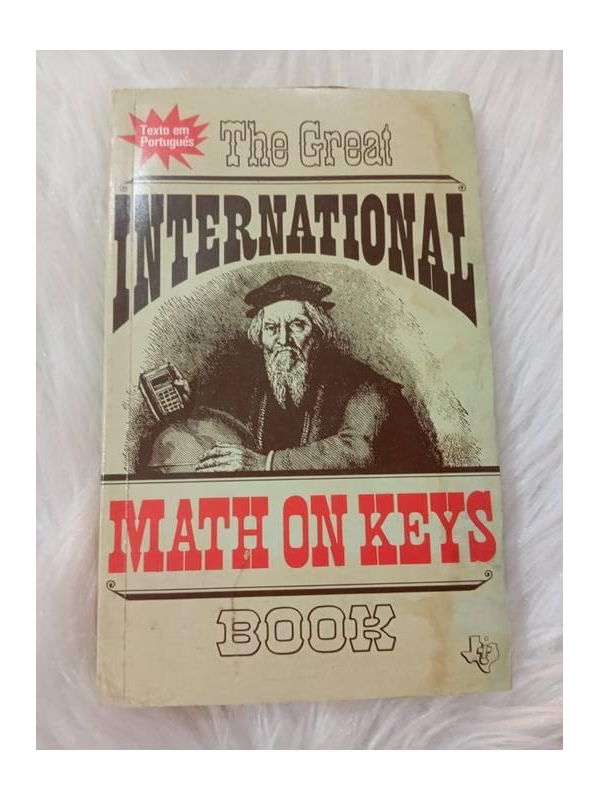 Texto em
Português
The Great
INTERNATIONAL
MATH ON KEYS
BOOK